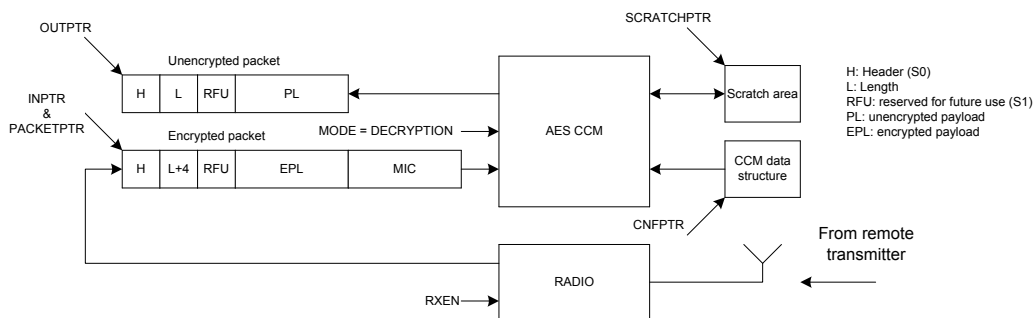 OUTPTR
SCRATCHPTR
Unencrypted packet
H L RFU PL
INPTR
&
PACKETPTR
Encrypted packet
MODE = DECRYPTION
AES CCM
Scratch area
H: Header (S0)
L: Length
RFU: reserved for future use (S1)
PL: unencrypted payload
EPL: encrypted payload
H L+4 RFU EPL MIC
CCM data
structure
CNFPTR
From remote
transmitter
RADIO
RXEN